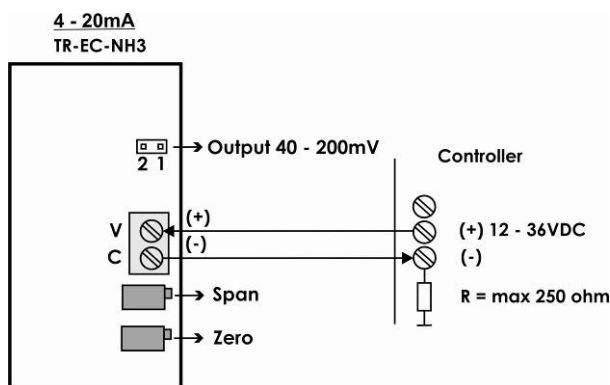 4 - 20mA
TR-EC-NH3
Output 40 - 200mV
2 1
Controller
V
(+)
(+) 12 - 36VDC
C
(-)
(-)
Span
R = max 250 ohm
Zero